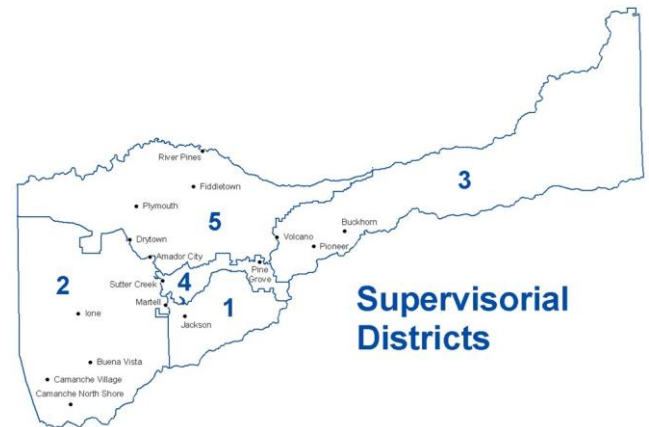 River Pines
Fiddletown
3
Plymouth
5
Buckhorn
Drytown
Volcano
Pioneer
Amador City
Pine
Grove
2
Sutter Creek
4
Martell
1
Supervisorial
Districts
Ione
Jackson
Buena Vista
Camanche Village
Camanche North Shore